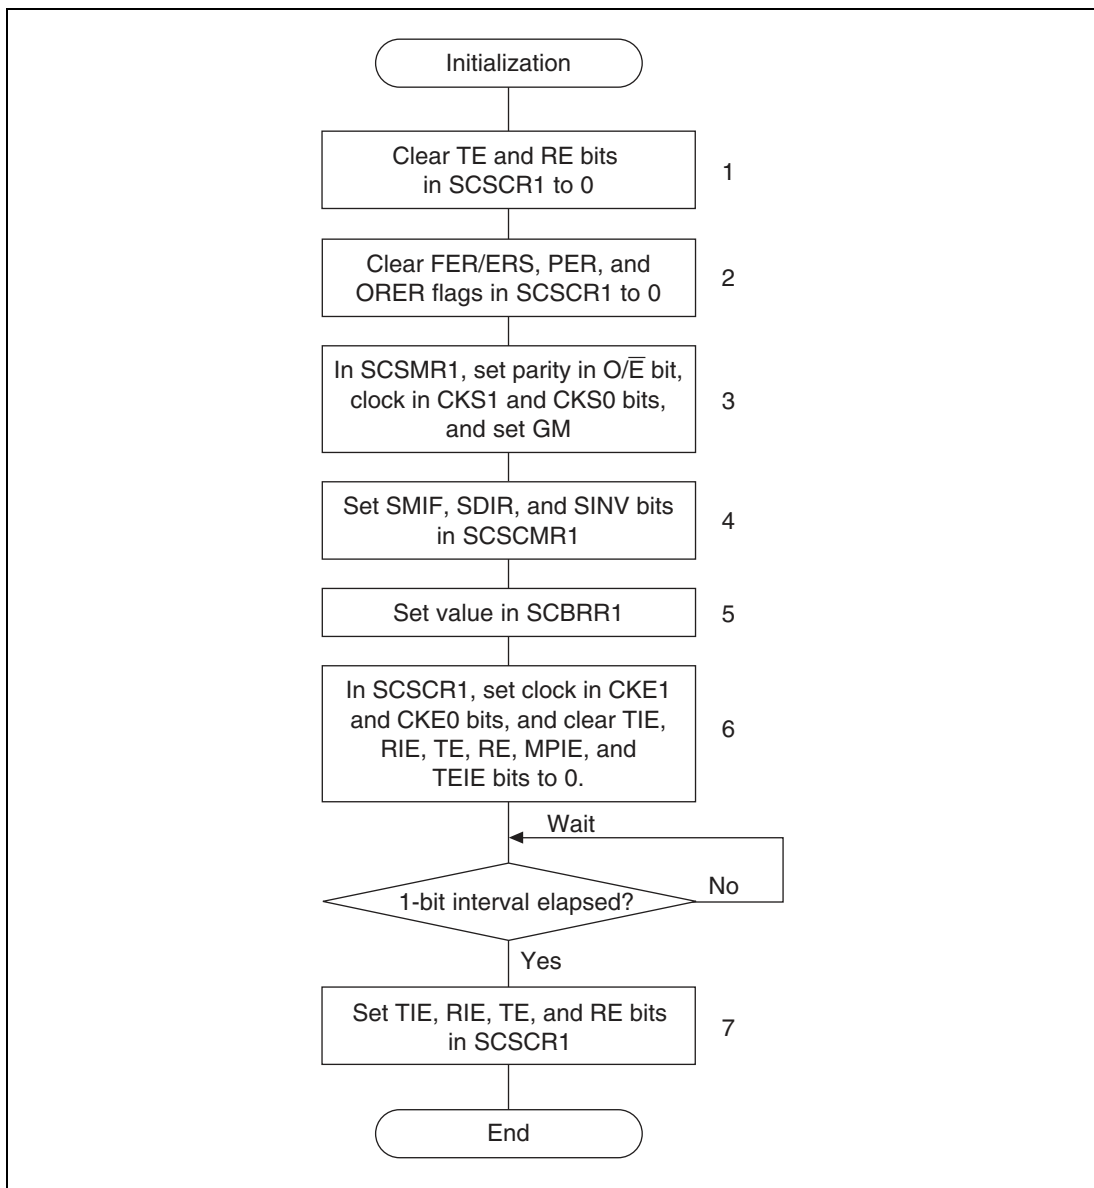 Initialization
Clear TE and RE bits
in SCSCR1 to 0
1
Clear FER/ERS, PER, and
ORER flags in SCSCR1 to 0
2
In SCSMR1, set parity in O/E̅ bit,
clock in CKS1 and CKS0 bits,
and set GM
3
Set SMIF, SDIR, and SINV bits
in SCSCMR1
4
Set value in SCBRR1
5
In SCSCR1, set clock in CKE1
and CKE0 bits, and clear TIE,
RIE, TE, RE, MPIE, and
TEIE bits to 0.
6
Wait
1-bit interval elapsed?
No
Yes
Set TIE, RIE, TE, and RE bits
in SCSCR1
7
End